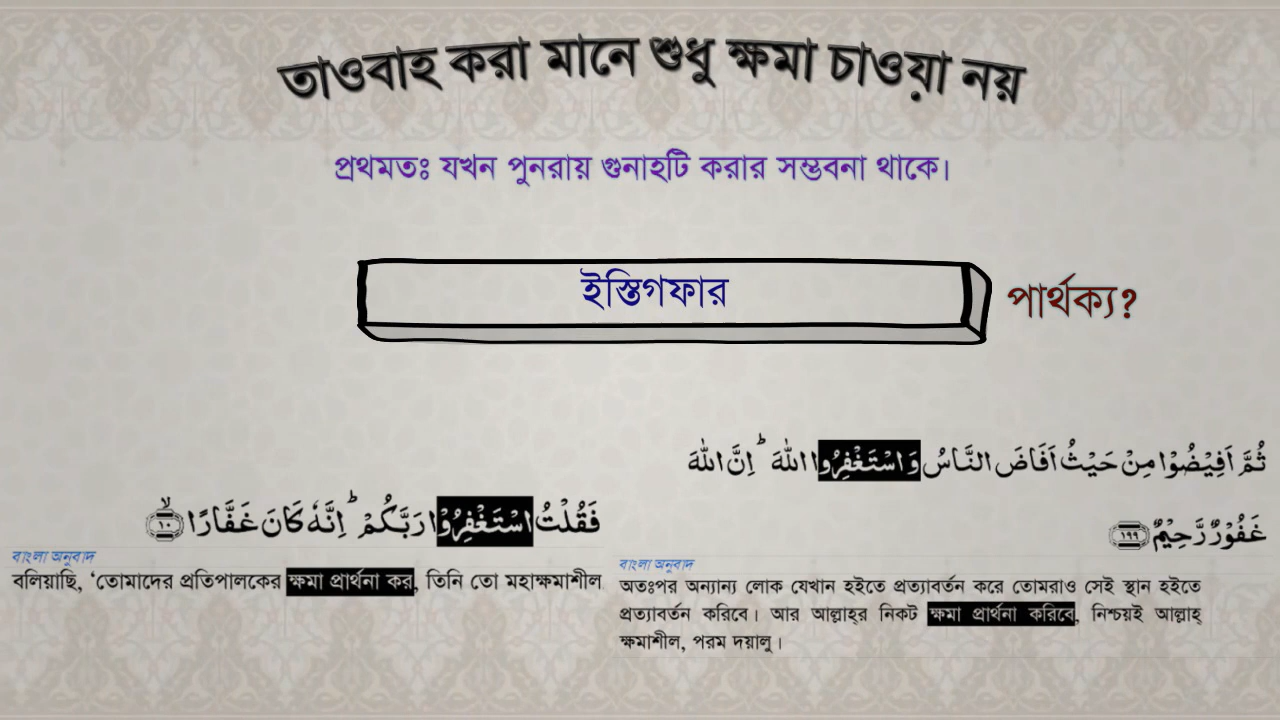 তাওবাহ করা মানে শুধু ক্ষমা চাওয়া নয়
প্রথমতঃ যখন পুনরায় গুনাহটি করার সম্ভবনা থাকে।
ইস্তিগফার
পার্থক্য?
فَقُلْتُ اسْتَغْفِرُوْا رَبَّكُمْ ؕ اِنَّهٗ كَانَ غَفَّارًا ۙ ۱۰
বাংলা অনুবাদ
বলিয়াছি, ‘তোমাদের প্রতিপালকের ক্ষমা প্রার্থনা কর, তিনি তো মহাক্ষমাশীল
ثُمَّ اَفِيْضُوْا مِنْ حَيْثُ اَفَاضَ النَّاسُ وَاسْتَغْفِرُوا اللّٰهَ ؕ اِنَّ اللّٰهَ
غَفُوْرٌ رَّحِيْمٌ ۱۹۹
বাংলা অনুবাদ
অতঃপর অন্যান্য লোক যেখান হইতে প্রত্যাবর্তন করে তোমরাও সেই স্থান হইতে
প্রত্যাবর্তন করিবে। আর আল্লাহ্‌র নিকট ক্ষমা প্রার্থনা করিবে, নিশ্চয়ই আল্লাহ্
ক্ষমাশীল, পরম দয়ালু।